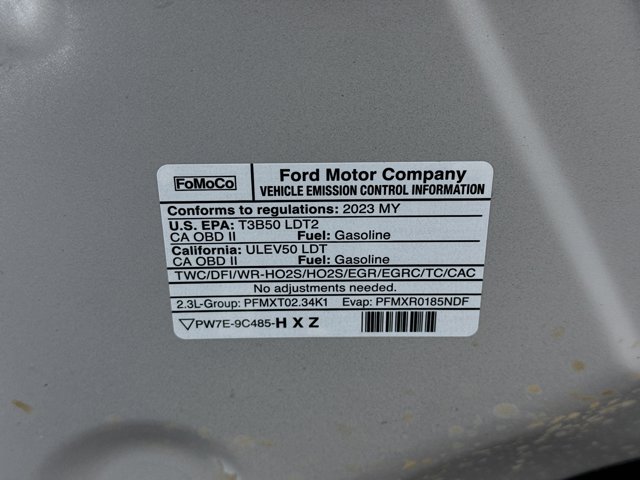 FoMoCo
Ford Motor Company
VEHICLE EMISSION CONTROL INFORMATION
Conforms to regulations: 2023 MY
U.S. EPA: T3B50 LDT2
CA OBD II Fuel: Gasoline
California: ULEV50 LDT
CA OBD II Fuel: Gasoline
TWC/DFI/WR-HO2S/HO2S/EGR/EGRC/TC/CAC
No adjustments needed.
2.3L-Group: PFMXT02.34K1 Evap: PFMXR0185NDF
▽PW7E-9C485-H X Z